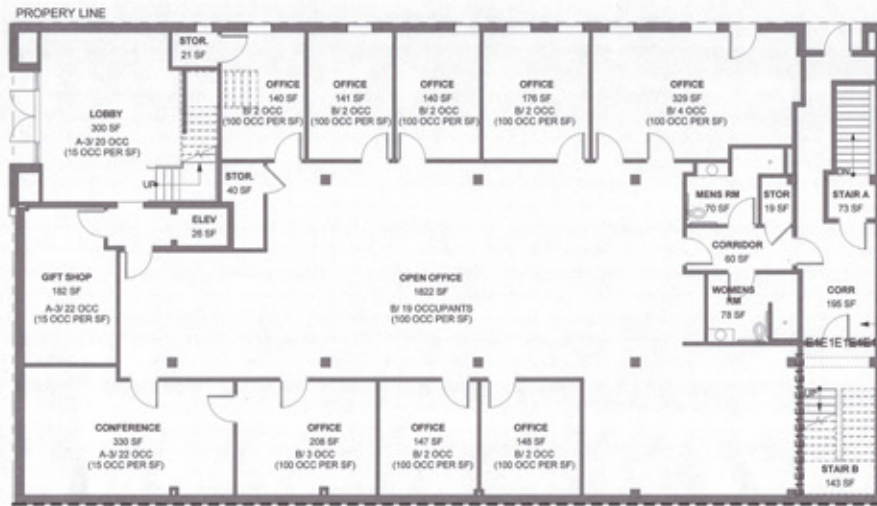 PROPERY LINE
STOR.
21 SF
LOBBY
300 SF
A-3/ 20 OCC
(15 OCC PER SF)
OFFICE
140 SF
B/ 2 OCC
(100 OCC PER SF)
OFFICE
141 SF
B/ 2 OCC
(100 OCC PER SF)
OFFICE
140 SF
B/ 2 OCC
(100 OCC PER SF)
OFFICE
176 SF
B/ 2 OCC
(100 OCC PER SF)
OFFICE
329 SF
B/ 4 OCC
(100 OCC PER SF)
UP
STOR.
40 SF
MENS RM
70 SF
STOR
19 SF
DN
STAIR A
73 SF
ELEV
26 SF
CORRIDOR
60 SF
GIFT SHOP
182 SF
A-3/ 22 OCC
(15 OCC PER SF)
OPEN OFFICE
1822 SF
B/ 19 OCCUPANTS
(100 OCC PER SF)
WOMENS
RM
78 SF
CORR
195 SF
CONFERENCE
330 SF
A-3/ 22 OCC
(15 OCC PER SF)
OFFICE
208 SF
B/ 3 OCC
(100 OCC PER SF)
OFFICE
147 SF
B/ 2 OCC
(100 OCC PER SF)
OFFICE
148 SF
B/ 2 OCC
(100 OCC PER SF)
UP
STAIR B
143 SF